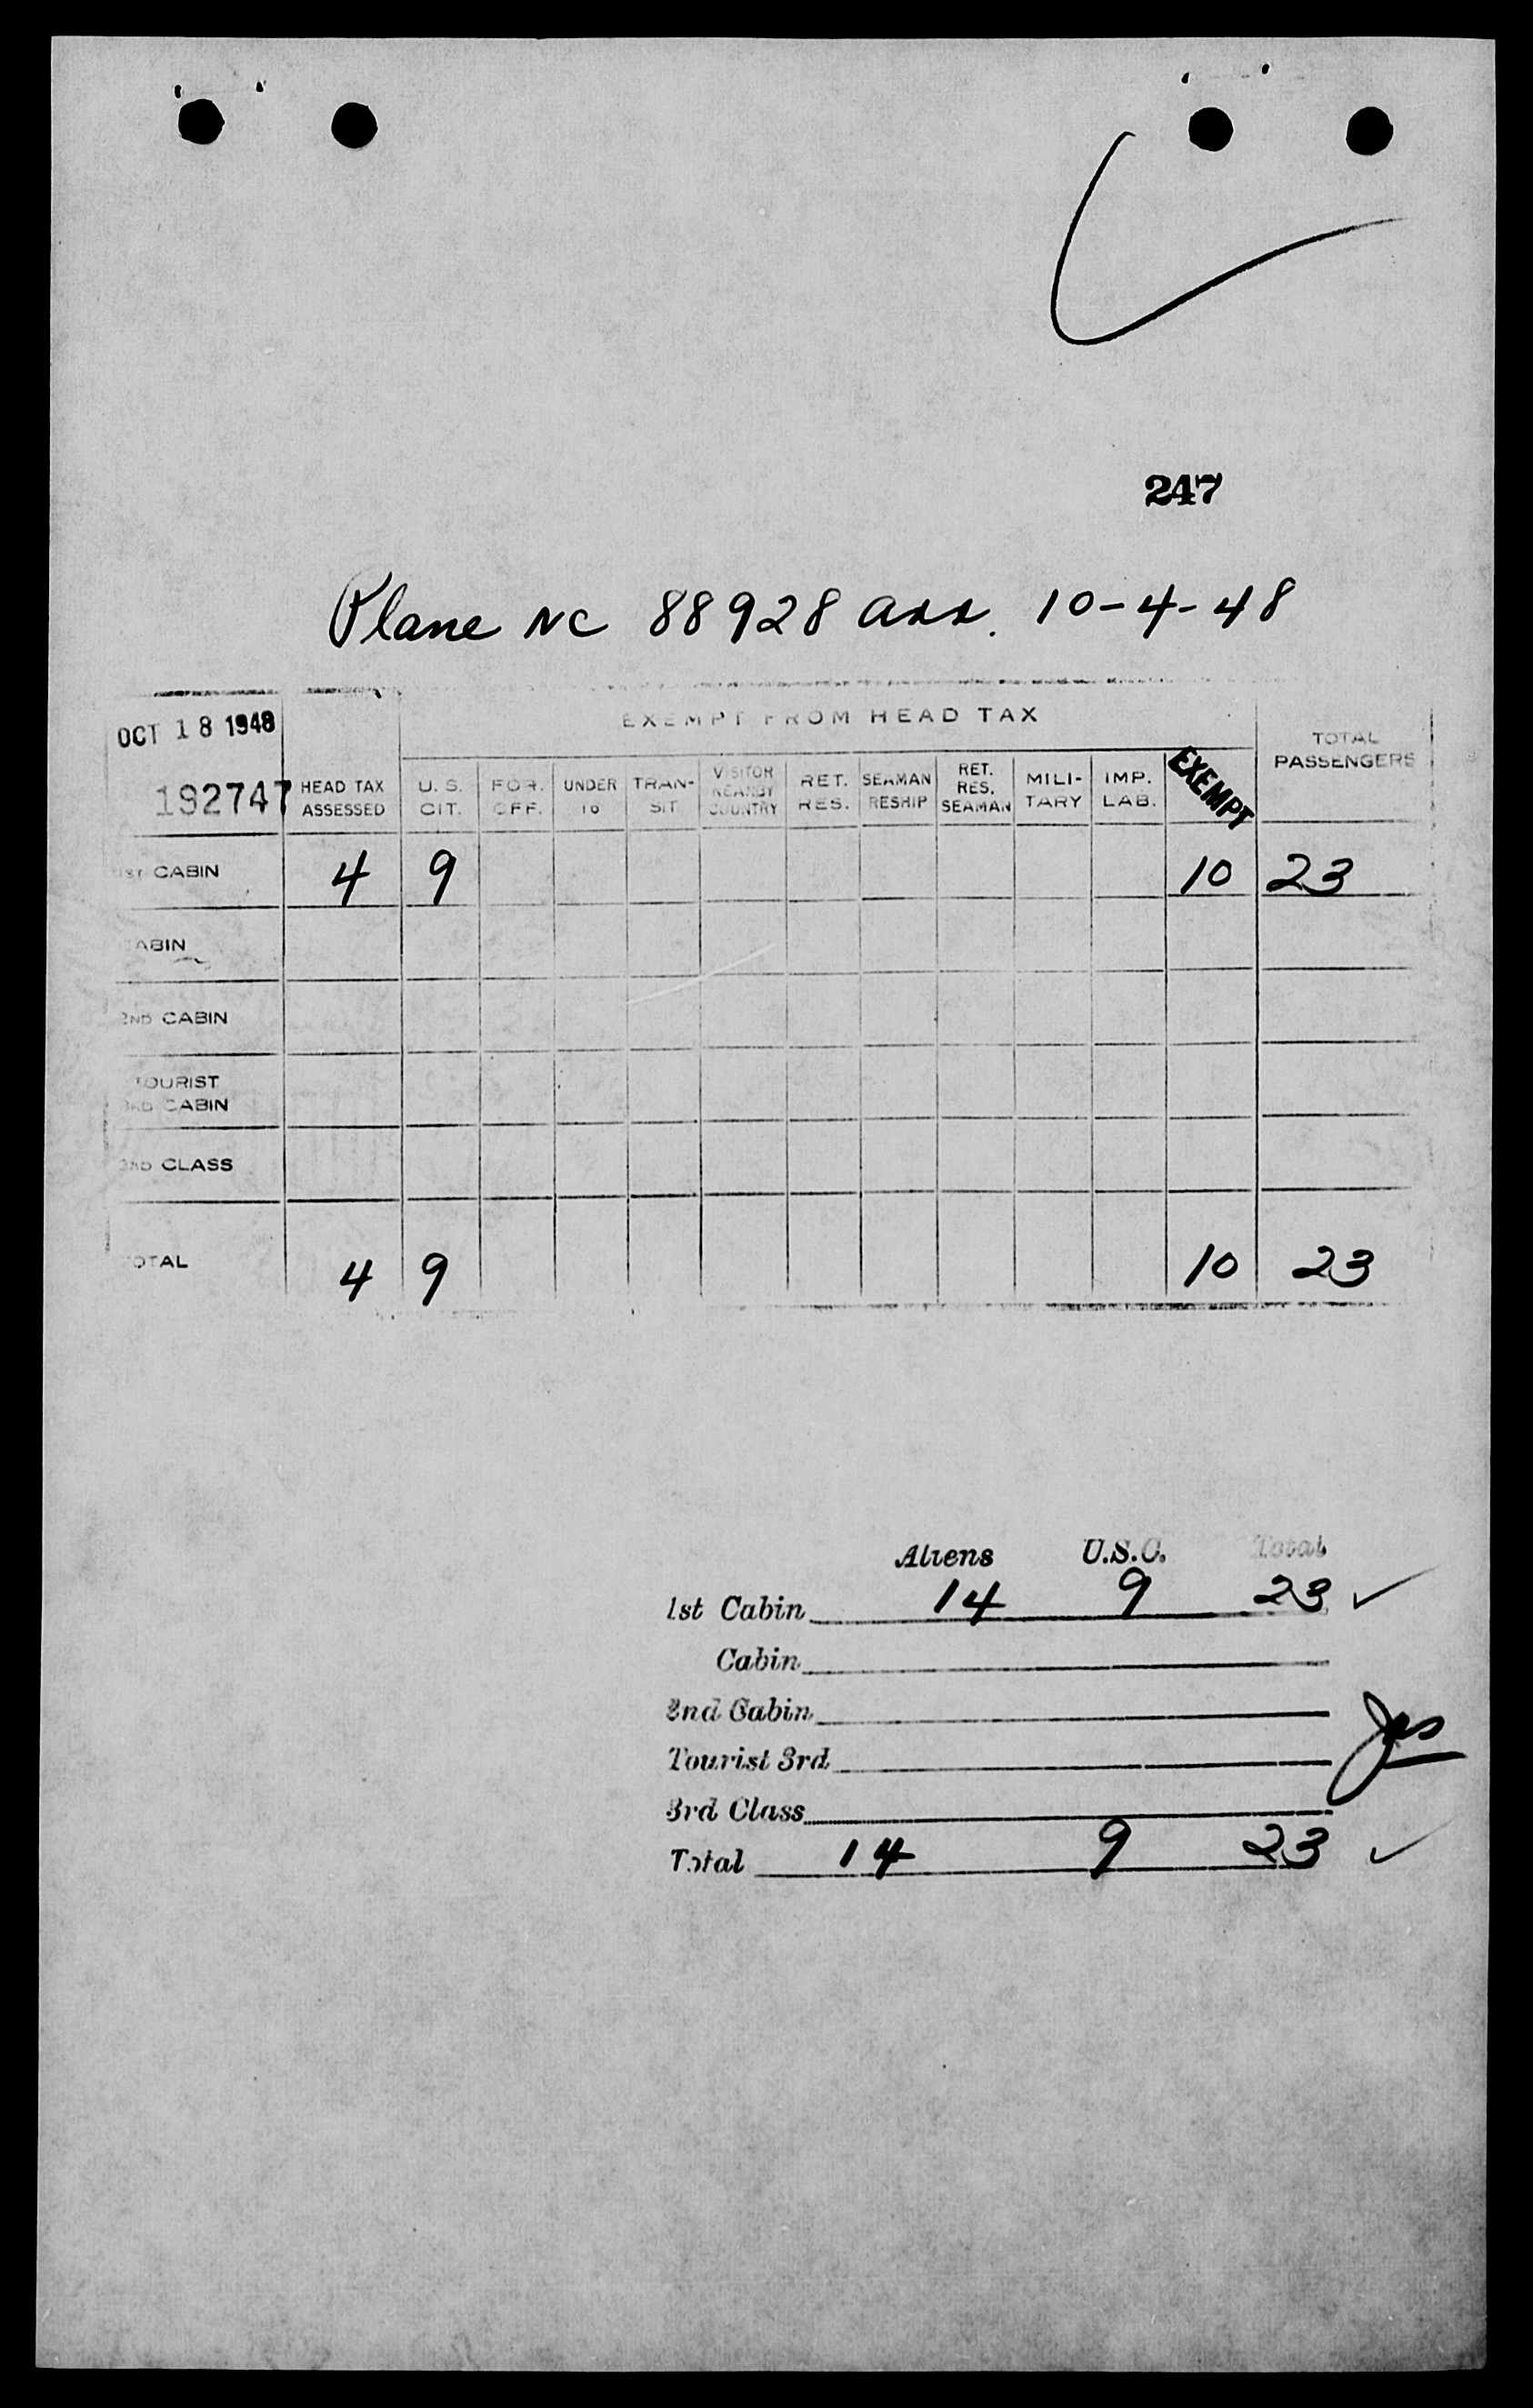 247
Plane NC 88928 arr. 10-4-48
OCT 18 1948
192747
EXEMPT FROM HEAD TAX
HEAD TAX ASSESSED
U. S. CIT.
FOR. OFF.
UNDER 16
TRAN- SIT
VISITOR NEARBY COUNTRY
RET. RES.
SEAMAN RESHIP
RET. RES. SEAMAN
MILI- TARY
IMP. LAB.
EXEMPT
TOTAL PASSENGERS
1ST CABIN 4 9 10 23
CABIN
2ND CABIN
TOURIST
3RD CABIN
CLASS
TOTAL 4 9 10 23
Aliens U.S.C. Total
1st Cabin 14 9 23 ✓
Cabin
2nd Cabin
Tourist 3rd
3rd Class
Total 14 9 23 ✓